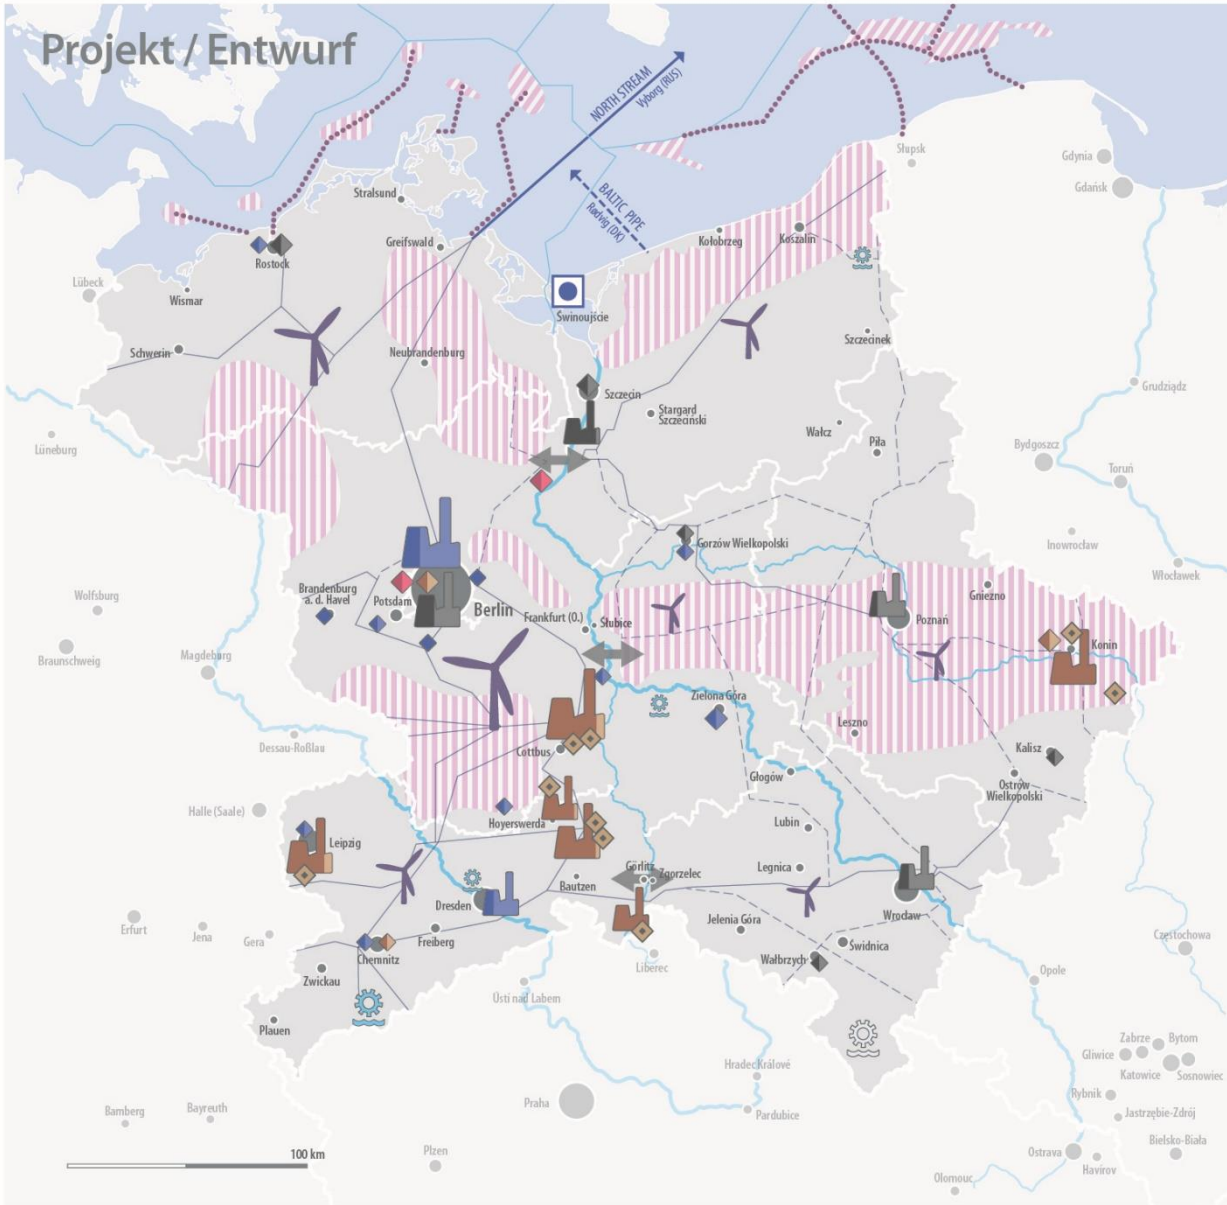 Projekt / Entwurf
NORTH STREAM
Vyborg (RUS)
BALTIC PIPE
Rødvig (DK)
Słupsk
Gdynia
Gdańsk
Stralsund
Greifswald
Kołobrzeg
Koszalin
Rostock
Lübeck
Wismar
Świnoujście
Schwerin
Neubrandenburg
Szczecinek
Szczecin
Grudziądz
Stargard
Szczeciński
Wałcz
Lüneburg
Piła
Bydgoszcz
Toruń
Gorzów Wielkopolski
Inowrocław
Włocławek
Wolfsburg
Brandenburg
a. d. Havel
Potsdam
Berlin
Frankfurt (O.)
Słubice
Gniezno
Poznań
Konin
Braunschweig
Magdeburg
Zielona Góra
Leszno
Dessau-Roßlau
Cottbus
Kalisz
Głogów
Ostrów
Wielkopolski
Halle (Saale)
Hoyerswerda
Lubin
Leipzig
Görlitz
Zgorzelec
Legnica
Bautzen
Dresden
Wrocław
Erfurt
Jena
Gera
Freiberg
Jelenia Góra
Chemnitz
Świdnica
Częstochowa
Zwickau
Liberec
Wałbrzych
Ústí nad Labem
Opole
Plauen
Zabrze
Bytom
Gliwice
Katowice
Sosnowiec
Hradec Králové
Rybnik
Bamberg
Bayreuth
Praha
Pardubice
Jastrzębie-Zdrój
Bielsko-Biała
Plzen
Ostrava
Havirov
Olomouc
100 km